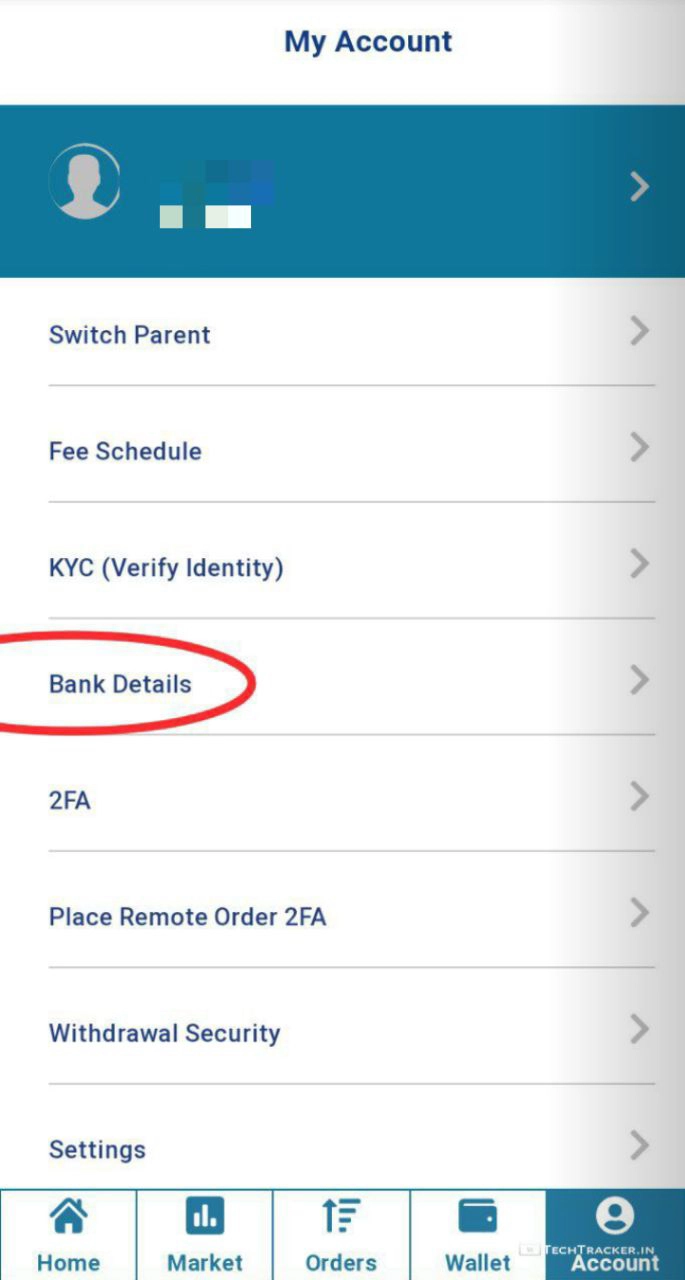 My Account
Switch Parent
Fee Schedule
KYC (Verify Identity)
Bank Details
2FA
Place Remote Order 2FA
Withdrawal Security
Settings
Home
Market
Orders
Wallet
Account
TECHTRACKER.IN